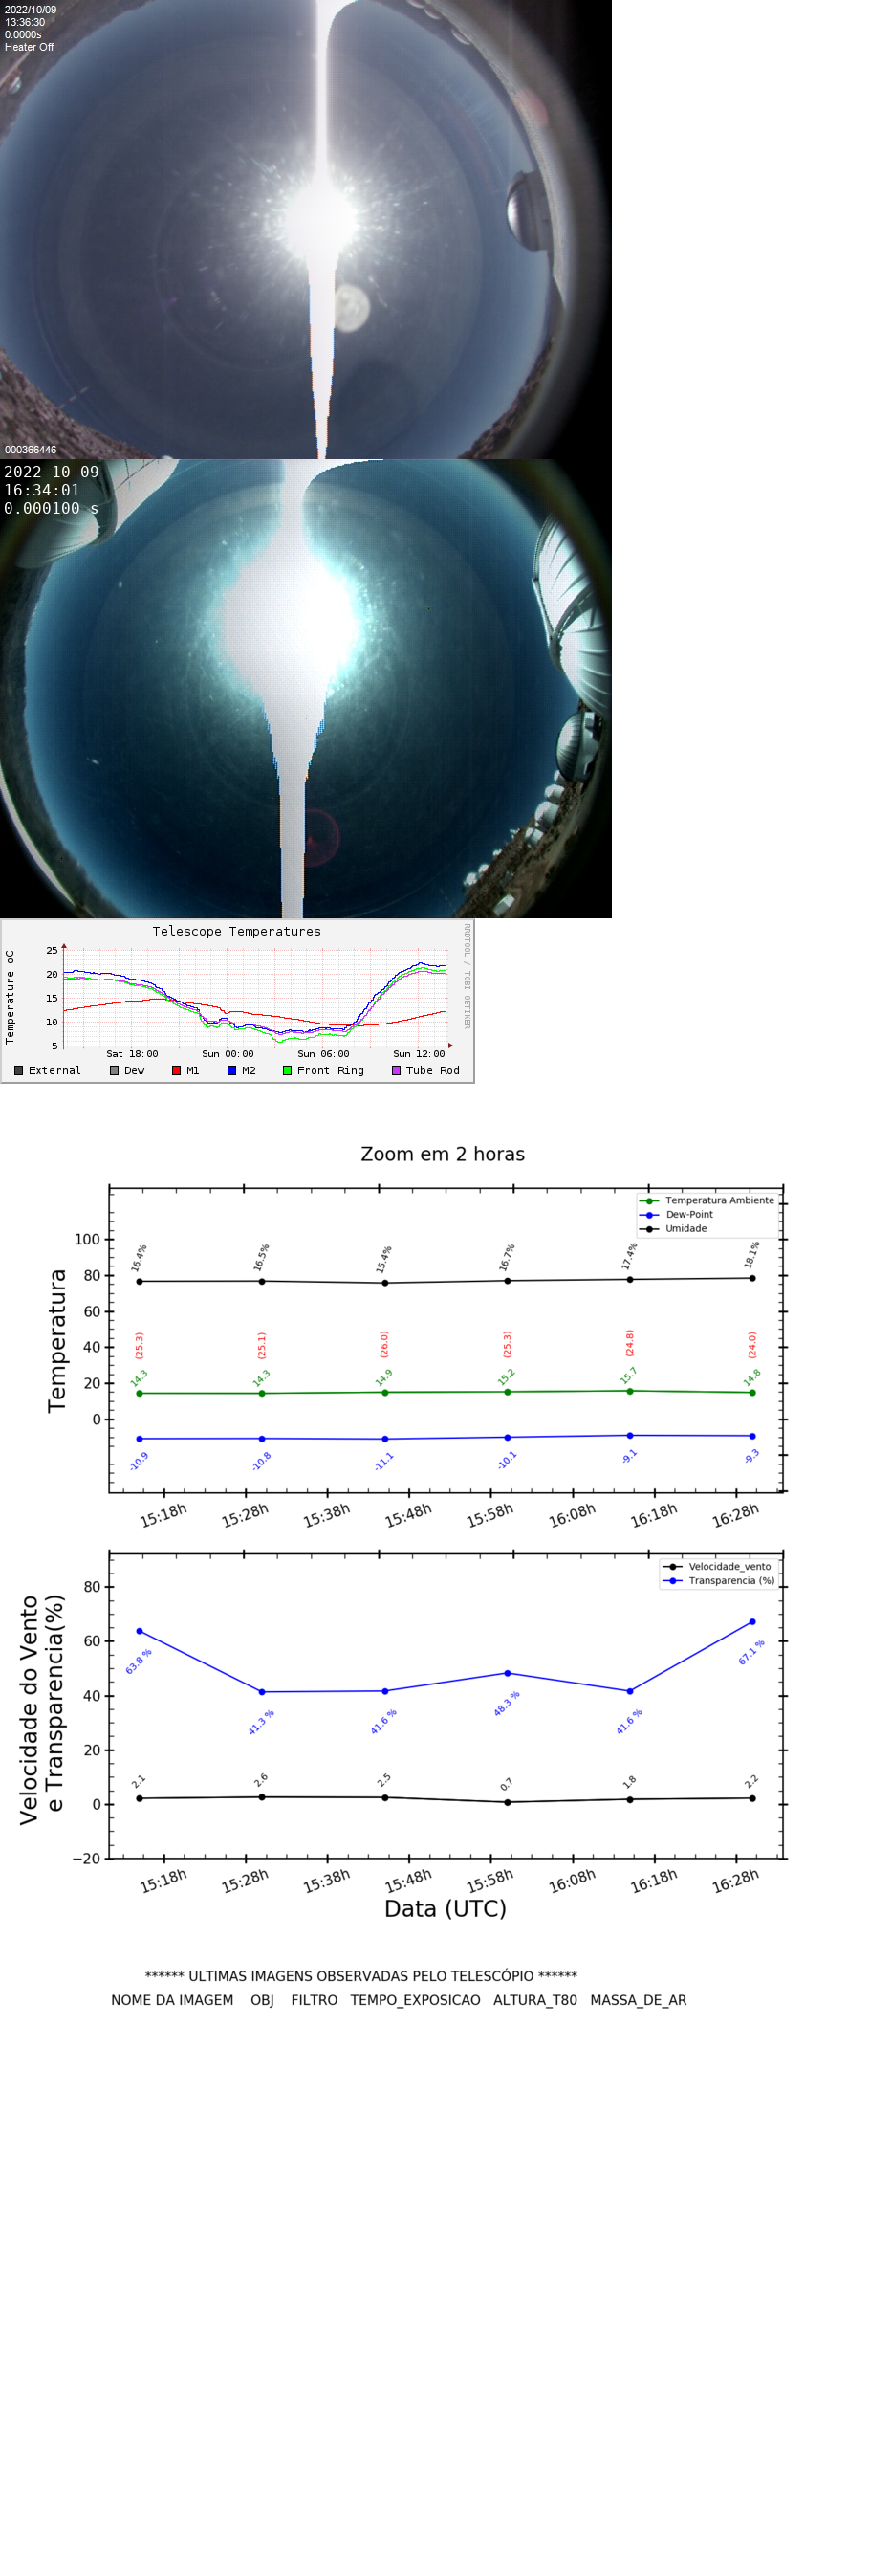 2022/10/09
13:36:30
0.0000s
Heater Off
000366446
2022-10-09
16:34:01
0.000100 s
Telescope Temperatures
RRDTOOL / TOBI OETIKER
Temperature oC
25
20
15
10
5
Sat 18:00 Sun 00:00 Sun 06:00 Sun 12:00
External Dew M1 M2 Front Ring Tube Rod
Zoom em 2 horas
Temperatura
Temperatura Ambiente
Dew-Point
Umidade
100
80
60
40
20
0
16.4% 16.5% 15.4% 16.7% 17.4% 18.1%
(25.3) (25.1) (26.0) (25.3) (24.8) (24.0)
14.3 14.3 14.9 15.2 15.7 14.8
-10.9 -10.8 -11.1 -10.1 -9.1 -9.3
15:18h 15:28h 15:38h 15:48h 15:58h 16:08h 16:18h 16:28h
Velocidade do Vento
e Transparencia(%)
Velocidade_vento
Transparencia (%)
80
60
40
20
0
−20
63.8 % 41.3 % 41.6 % 48.3 % 41.6 % 67.1 %
2.1 2.6 2.5 0.7 1.8 2.2
15:18h 15:28h 15:38h 15:48h 15:58h 16:08h 16:18h 16:28h
Data (UTC)
****** ULTIMAS IMAGENS OBSERVADAS PELO TELESCÓPIO ******
NOME DA IMAGEM OBJ FILTRO TEMPO_EXPOSICAO ALTURA_T80 MASSA_DE_AR